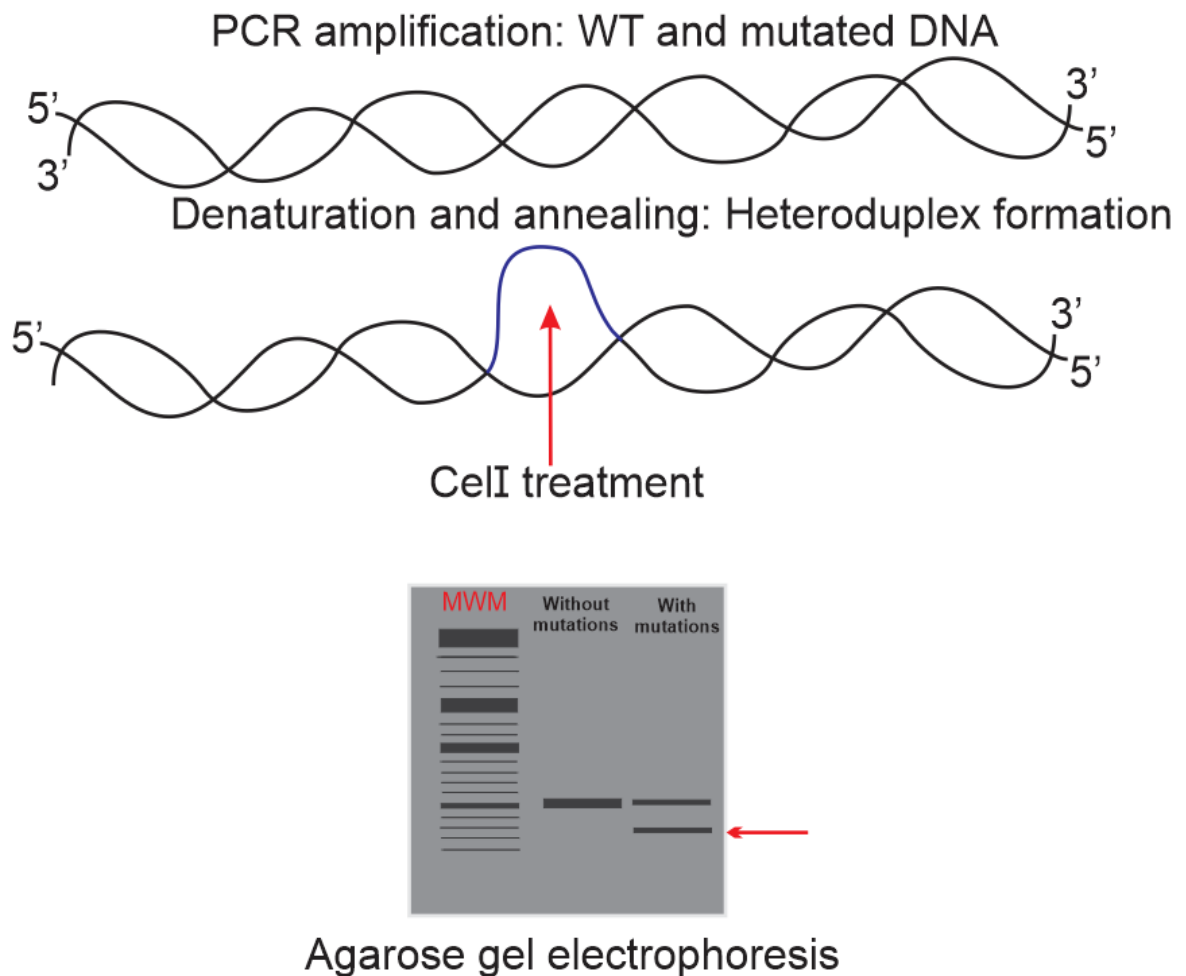 PCR amplification: WT and mutated DNA
5’
3’
3’
5’
Denaturation and annealing: Heteroduplex formation
5’
3’
5’
CelI treatment
MWM
Without
mutations
With
mutations
Agarose gel electrophoresis